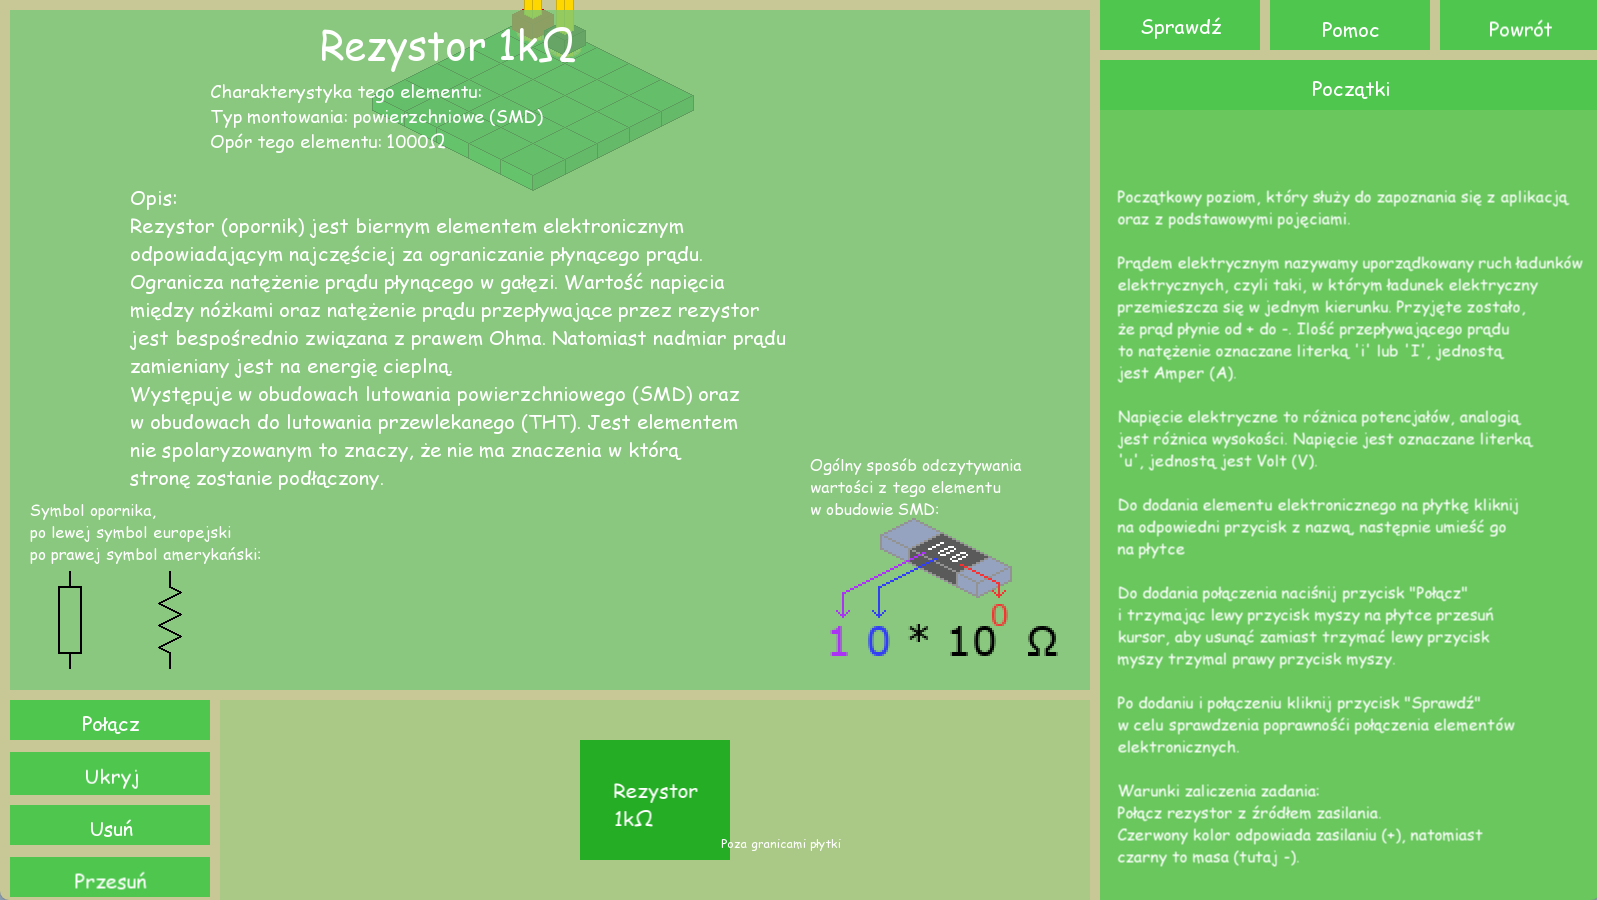 Rezystor 1kΩ
Charakterystyka tego elementu:
Typ montowania: powierzchniowe (SMD)
Opór tego elementu: 1000Ω
Opis:
Rezystor (opornik) jest biernym elementem elektronicznym
odpowiadającym najczęściej za ograniczanie płynącego prądu.
Ogranicza natężenie prądu płynącego w gałęzi. Wartość napięcia
między nóżkami oraz natężenie prądu przepływające przez rezystor
jest bespośrednio związana z prawem Ohma. Natomiast nadmiar prądu
zamieniany jest na energię cieplną.
Występuje w obudowach lutowania powierzchniowego (SMD) oraz
w obudowach do lutowania przewlekanego (THT). Jest elementem
nie spolaryzowanym to znaczy, że nie ma znaczenia w którą
stronę zostanie podłączony.
Symbol opornika,
po lewej symbol europejski
po prawej symbol amerykański:
Ogólny sposób odczytywania
wartości z tego elementu
w obudowie SMD:
100
1 0 * 10 0 Ω
Połącz
Ukryj
Usuń
Przesuń
Rezystor
1kΩ
Poza granicami płytki
Sprawdź
Pomoc
Powrót
Początki
Początkowy poziom, który służy do zapoznania się z aplikacją
oraz z podstawowymi pojęciami.
Prądem elektrycznym nazywamy uporządkowany ruch ładunków
elektrycznych, czyli taki, w którym ładunek elektryczny
przemieszcza się w jednym kierunku. Przyjęte zostało,
że prąd płynie od + do -. Ilość przepływającego prądu
to natężenie oznaczane literką 'i' lub 'I', jednostą
jest Amper (A).
Napięcie elektryczne to różnica potencjałów, analogią
jest różnica wysokości. Napięcie jest oznaczane literką
'u', jednostą jest Volt (V).
Do dodania elementu elektronicznego na płytkę kliknij
na odpowiedni przycisk z nazwą, następnie umieść go
na płytce
Do dodania połączenia naciśnij przycisk "Połącz"
i trzymając lewy przycisk myszy na płytce przesuń
kursor, aby usunąć zamiast trzymać lewy przycisk
myszy trzymal prawy przycisk myszy.
Po dodaniu i połączeniu kliknij przycisk "Sprawdź"
w celu sprawdzenia poprawnośći połączenia elementów
elektronicznych.
Warunki zaliczenia zadania:
Połącz rezystor z źródłem zasilania.
Czerwony kolor odpowiada zasilaniu (+), natomiast
czarny to masa (tutaj -).